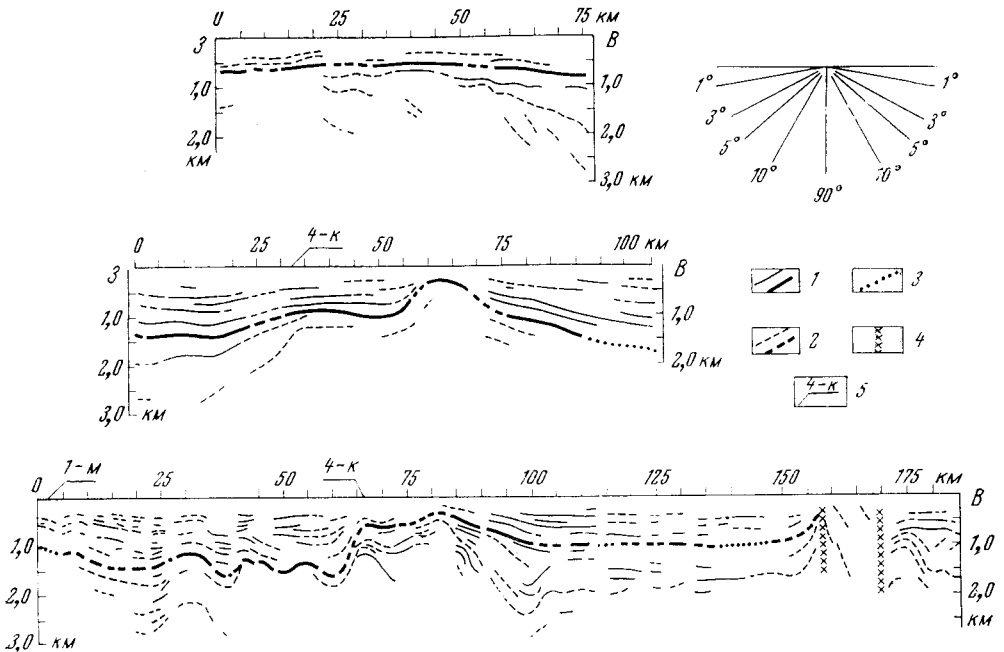 0 25 50 75 км
З В
1,0 1,0
2,0 2,0
км 3,0 км
1° 1°
3° 3°
5° 5°
10° 10°
90°
0 25 4-к 50 75 100 км
З В
1,0 1,0
2,0 2,0 км
3,0 км
1 3
2 4
4-к 5
0 1-м 25 50 4-к 75 100 125 150 175 км
В
1,0 1,0
2,0 2,0
3,0 км км